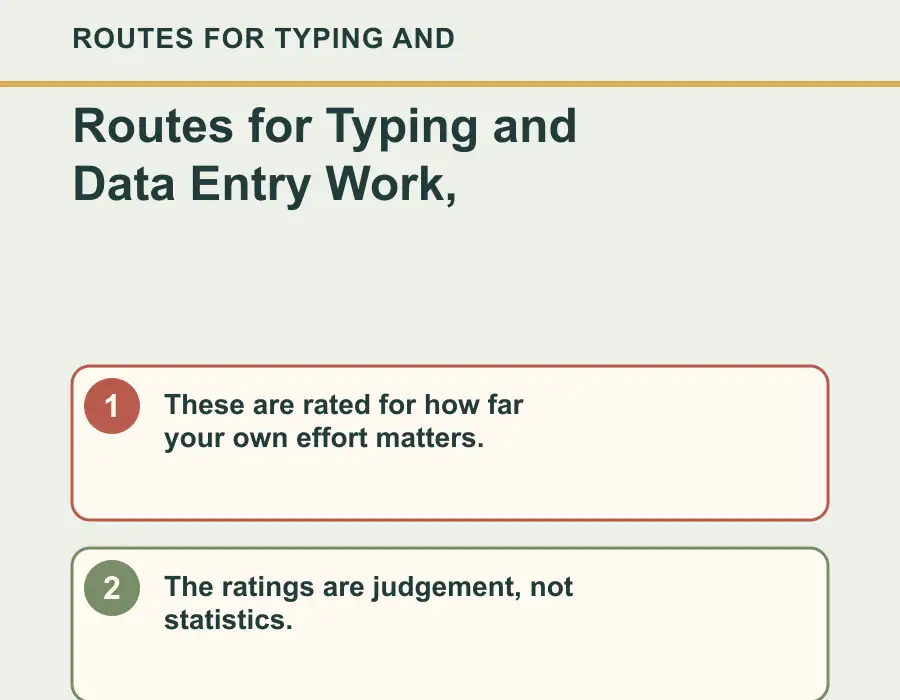 ROUTES FOR TYPING AND
Routes for Typing and
Data Entry Work,
1
These are rated for how far
your own effort matters.
2
The ratings are judgement, not
statistics.